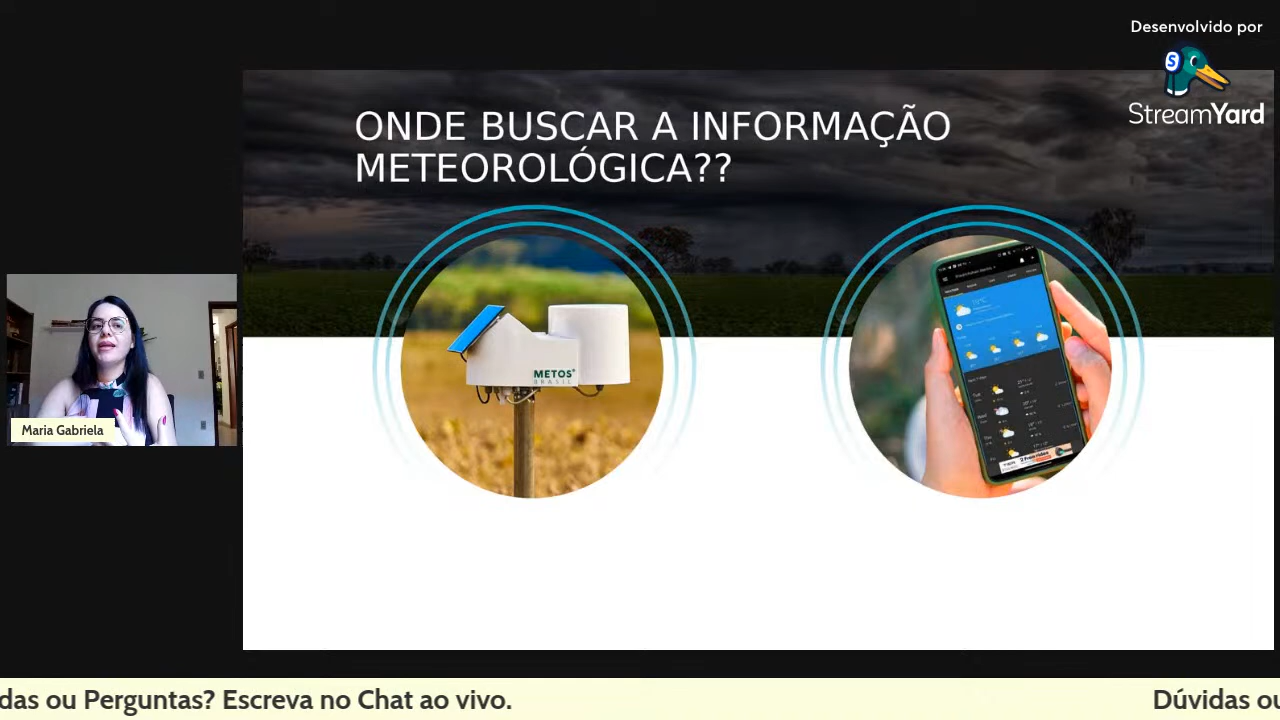 Desenvolvido por
StreamYard
ONDE BUSCAR A INFORMAÇÃO
METEOROLÓGICA??
METOS
BRASIL
Maria Gabriela
das ou Perguntas? Escreva no Chat ao vivo.
Dúvidas ou